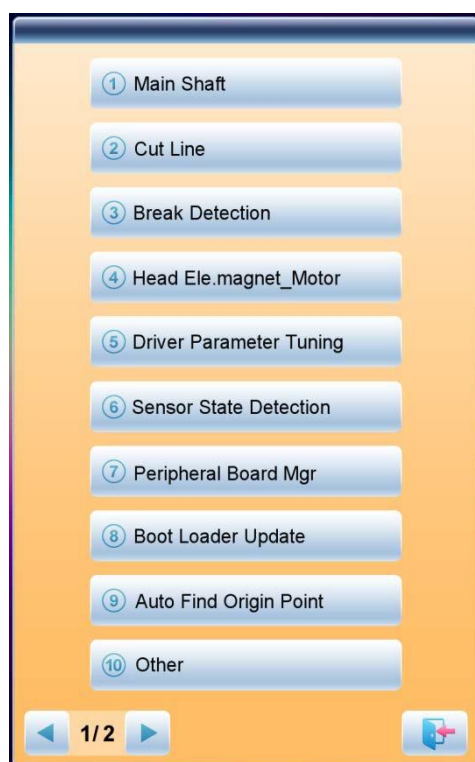 1 Main Shaft
2 Cut Line
3 Break Detection
4 Head Ele.magnet_Motor
5 Driver Parameter Tuning
6 Sensor State Detection
7 Peripheral Board Mgr
8 Boot Loader Update
9 Auto Find Origin Point
10 Other
1/2